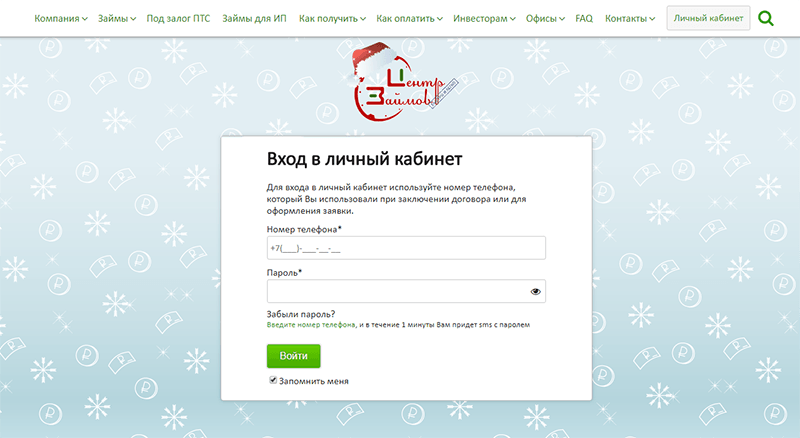 Компания Займы Под залог ПТС Займы для ИП Как получить Как оплатить Инвесторам Офисы FAQ Контакты Личный кабинет
Центр
Займов
Вход в личный кабинет
Для входа в личный кабинет используйте номер телефона,
который Вы использовали при заключении договора или для
оформления заявки.
Номер телефона*
+7(___)-___-__-__
Пароль*
Забыли пароль?
Введите номер телефона, и в течение 1 минуты Вам придет sms с паролем
Войти
Запомнить меня